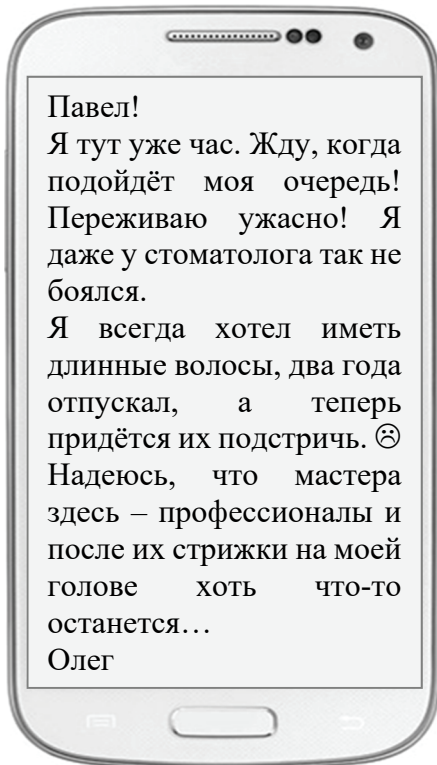 Павел!
Я тут уже час. Жду, когда
подойдёт моя очередь!
Переживаю ужасно! Я
даже у стоматолога так не
боялся.
Я всегда хотел иметь
длинные волосы, два года
отпускал, а теперь
придётся их подстричь. ☹
Надеюсь, что мастера
здесь – профессионалы и
после их стрижки на моей
голове хоть что-то
останется…
Олег